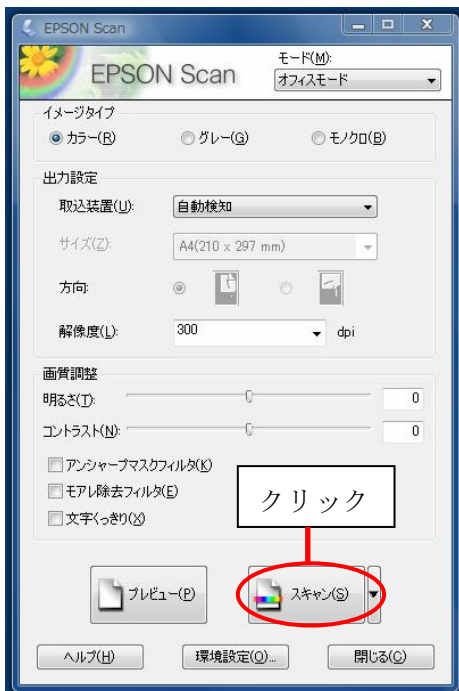 EPSON Scan
EPSON Scan
モード(M):
オフィスモード
イメージタイプ
カラー(R) グレー(G) モノクロ(B)
出力設定
取込装置(U): 自動検知
サイズ(Z): A4(210 x 297 mm)
方向:
解像度(L): 300 dpi
画質調整
明るさ(T): 0
コントラスト(N): 0
アンシャープマスクフィルタ(K)
モアレ除去フィルタ(E)
文字くっきり(X)
クリック
プレビュー(P) スキャン(S)
ヘルプ(H) 環境設定(O)... 閉じる(C)